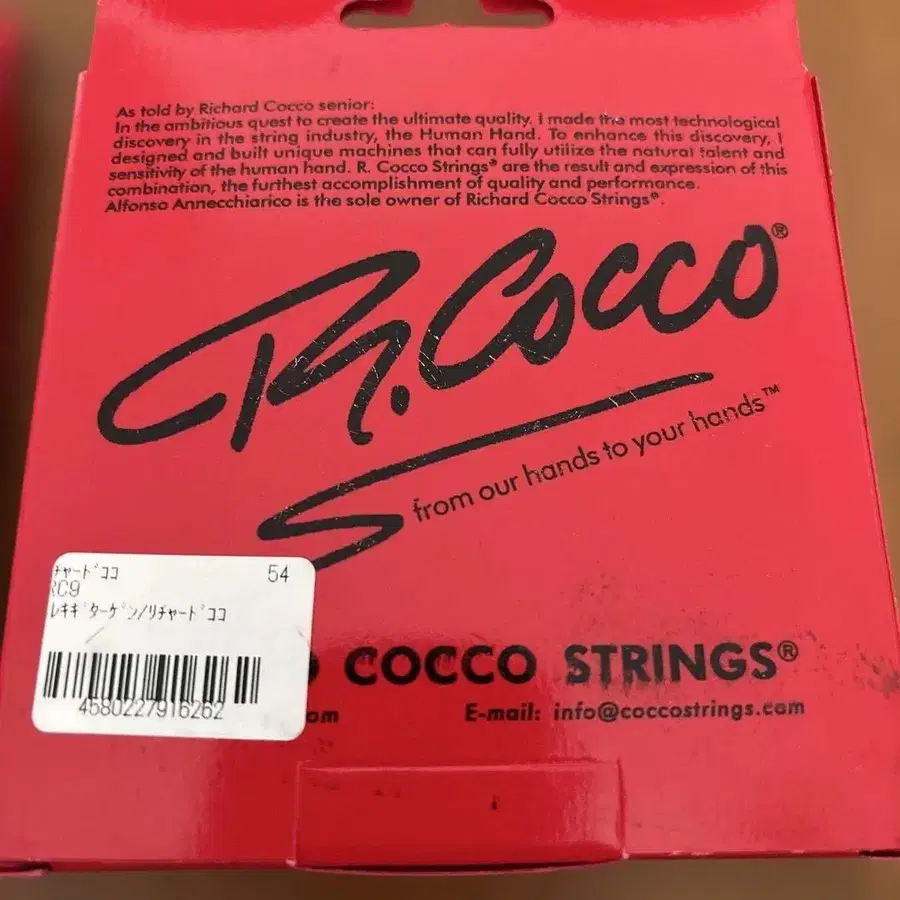 As told by Richard Cocco senior:
In the ambitious quest to create the ultimate quality. I made the most technological
discovery in the string industry, the Human Hand. To enhance this discovery, I
designed and built unique machines that can fully utilize the natural talent and
sensitivity of the human hand. R. Cocco Strings® are the result and expression of this
combination, the furthest accomplishment of quality and performance.
Alfonso Annecchiarico is the sole owner of Richard Cocco Strings®.
R. Cocco®
from our hands to your hands™
チャード゛ココ 54
RC9
レキギターゲン/リチャード゛ココ
4580227916262
COCCO STRINGS®
om E-mail: info@coccostrings.com